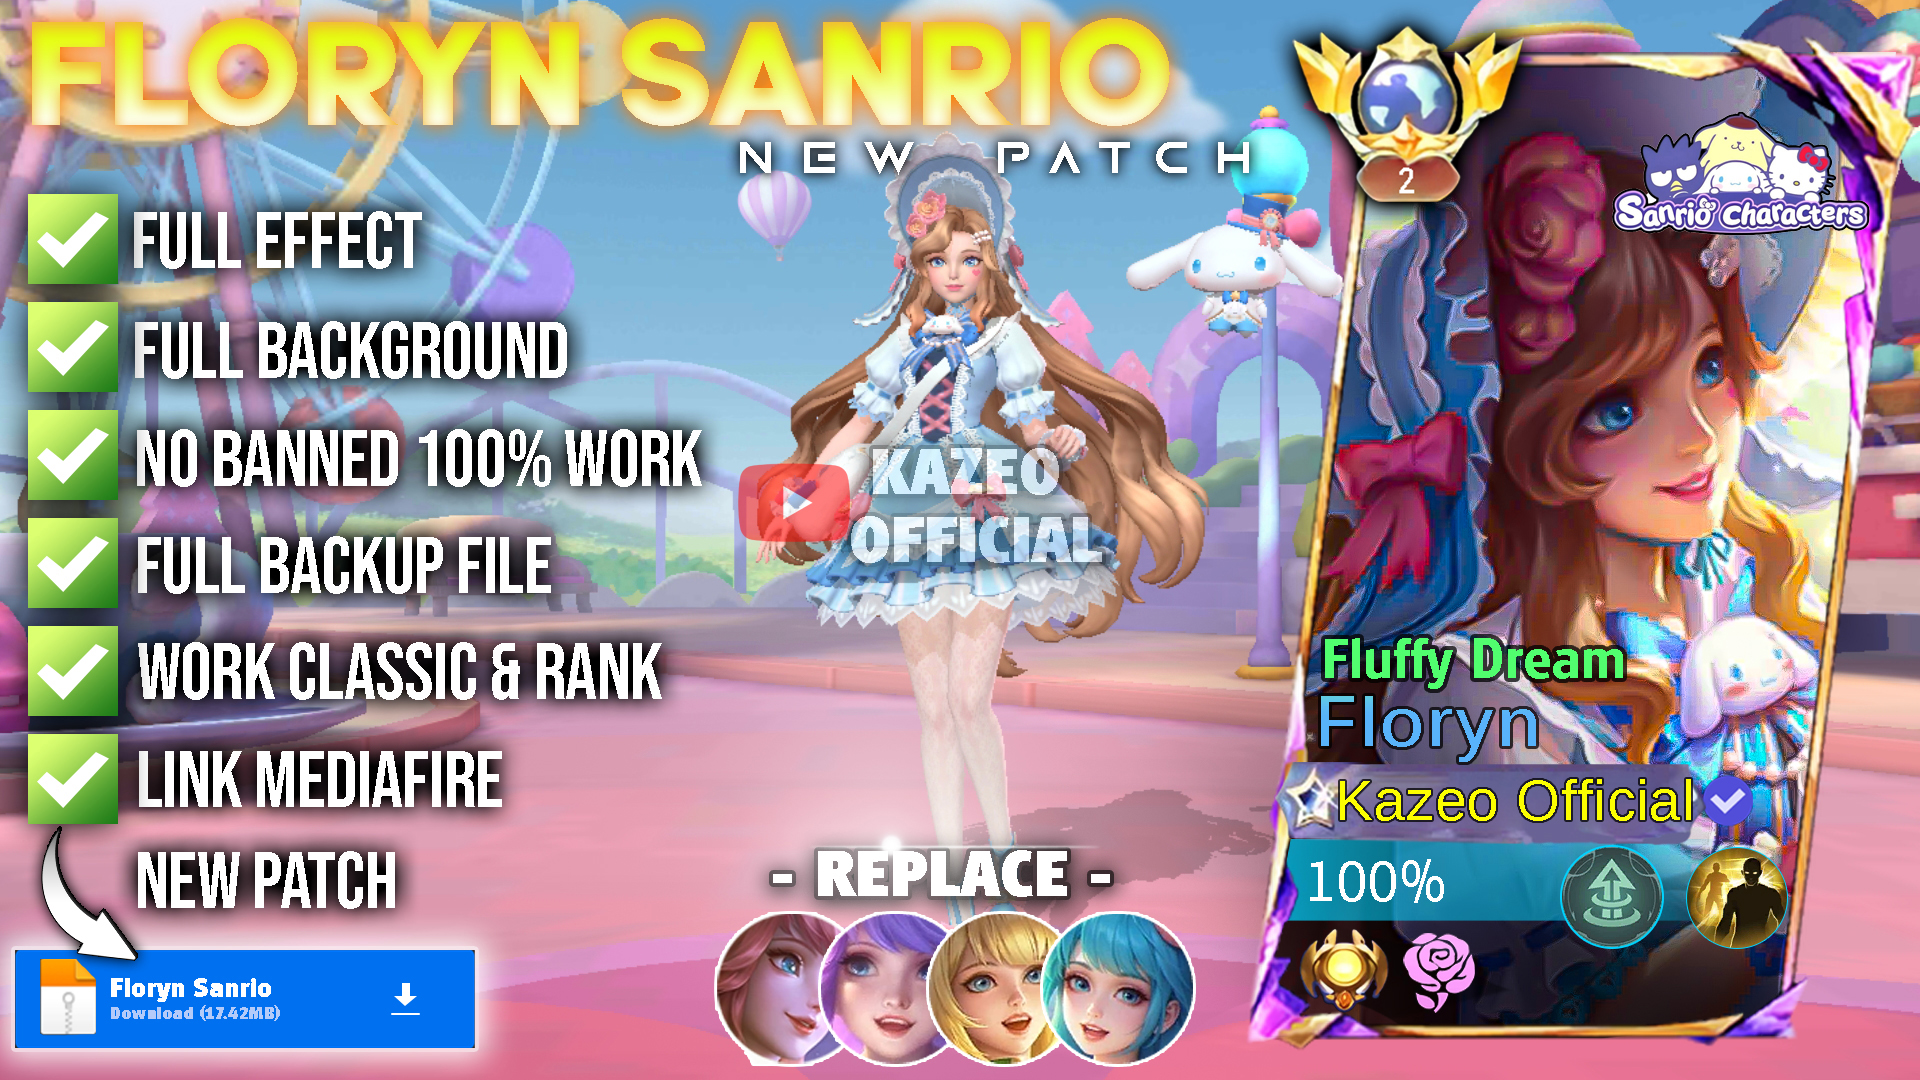 FLORYN SANRIO
NEW PATCH
FULL EFFECT
FULL BACKGROUND
NO BANNED 100% WORK
FULL BACKUP FILE
WORK CLASSIC & RANK
LINK MEDIAFIRE
NEW PATCH
Floryn Sanrio
Download (17.42MB)
KAZEO
OFFICIAL
- REPLACE -
2
Sanrio Characters
Fluffy Dream
Floryn
Kazeo Official
100%